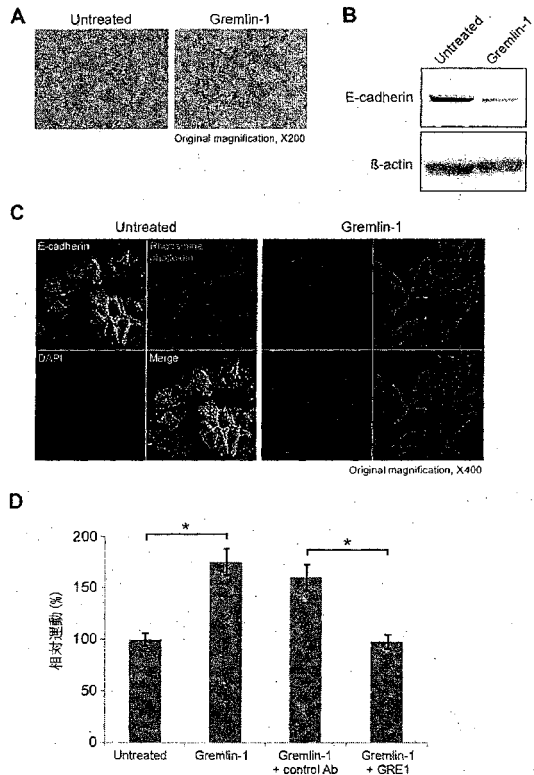 A
Untreated
Gremlin-1
Original magnification, X200
B
Untreated
Gremlin-1
E-cadherin
ß-actin
C
Untreated
Gremlin-1
E-cadherin
Rhodamine
phalloidin
DAPI
Merge
Original magnification, X400
D
相対運動 (%)
200
150
100
50
0
*
*
Untreated
Gremlin-1
Gremlin-1
+ control Ab
Gremlin-1
+ GRE1